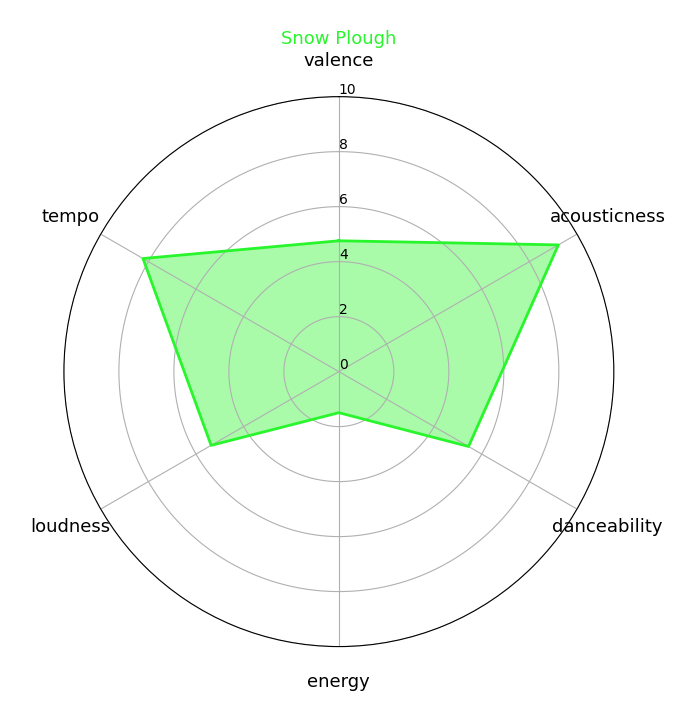 Snow Plough
valence
10
8
tempo
acousticness
6
4
2
0
loudness
danceability
energy